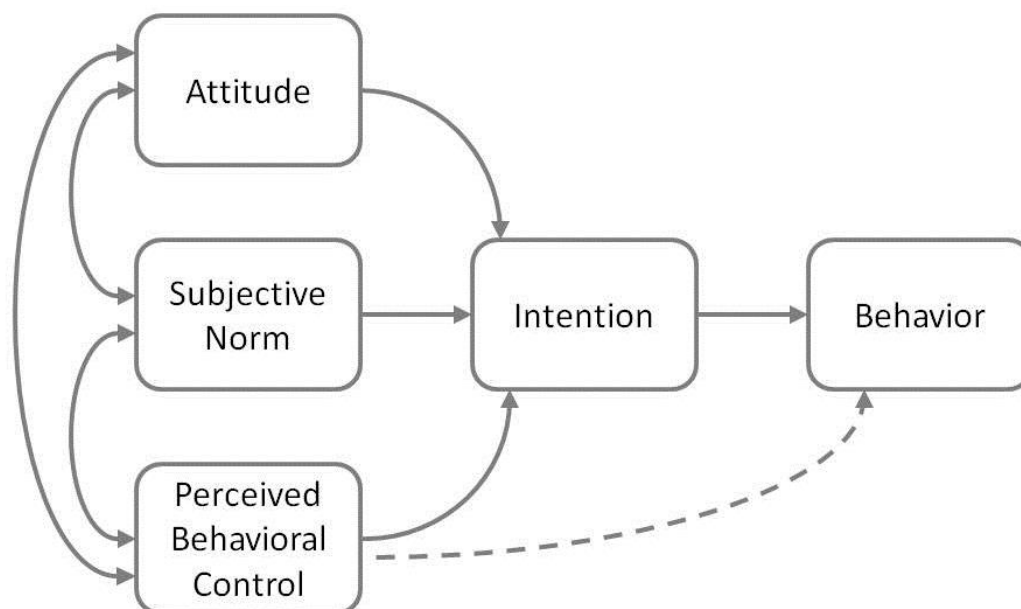 Attitude
Subjective
Norm
Intention
Behavior
Perceived
Behavioral
Control